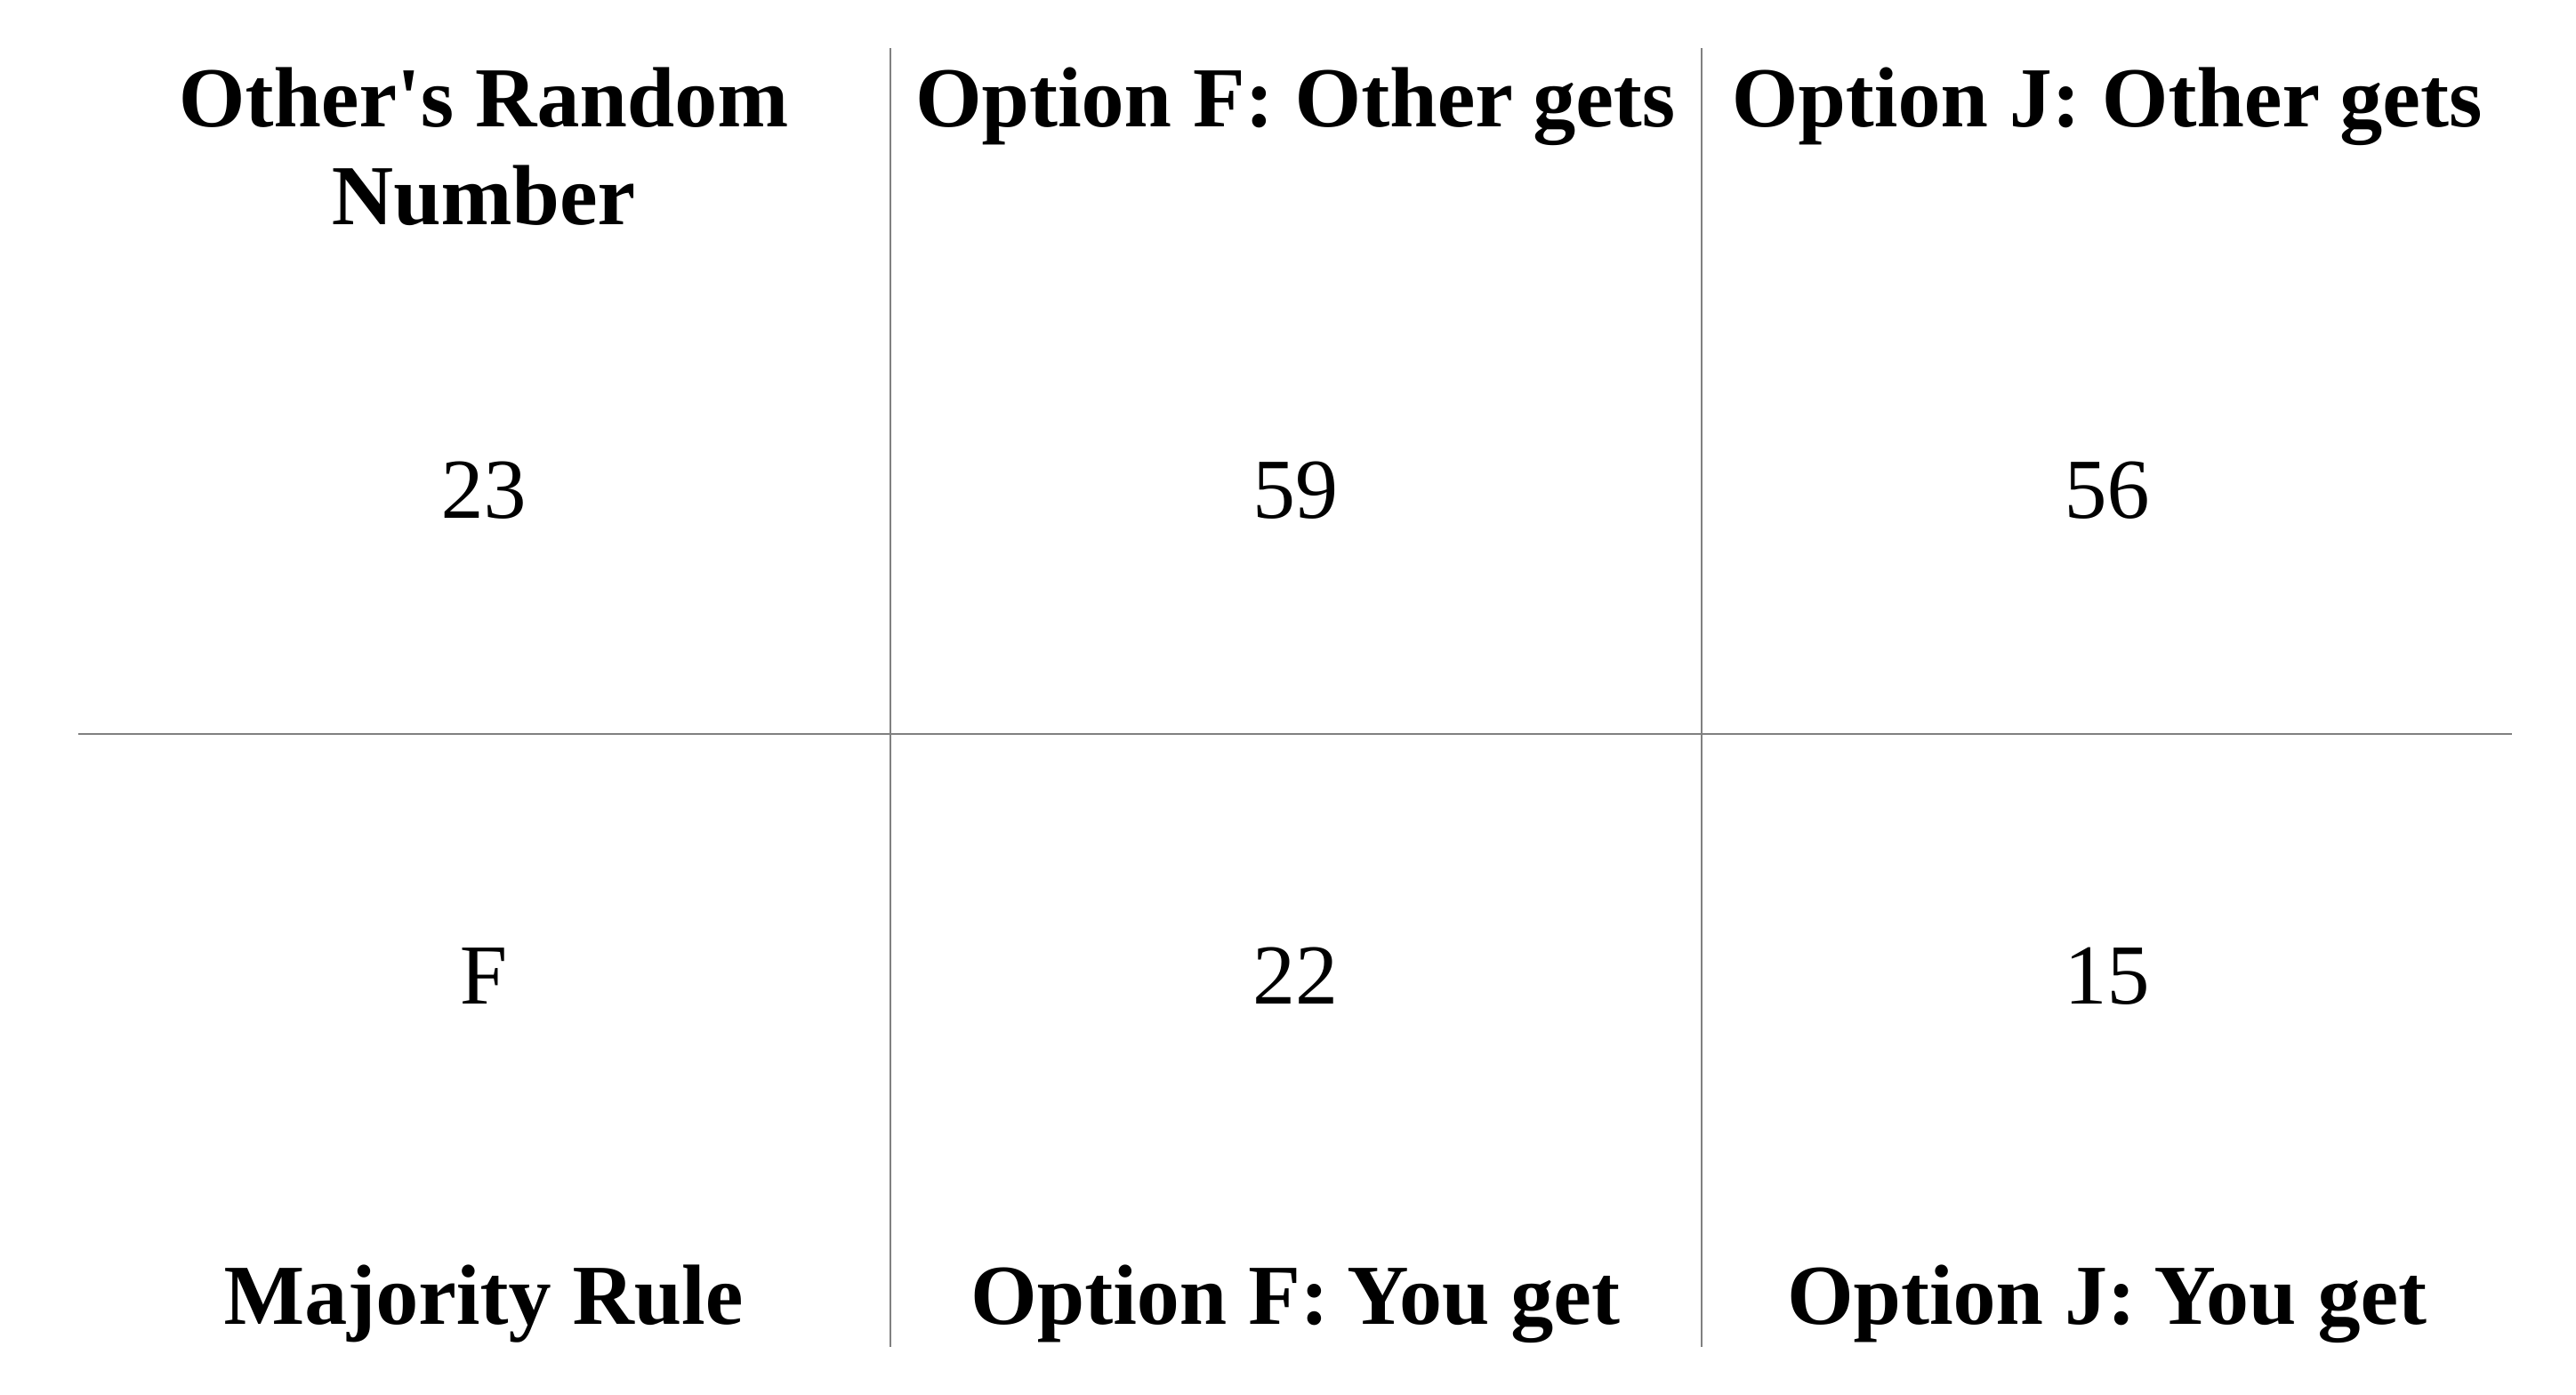 Other's Random
Number
Option F: Other gets
Option J: Other gets
23
59
56
F
22
15
Majority Rule
Option F: You get
Option J: You get